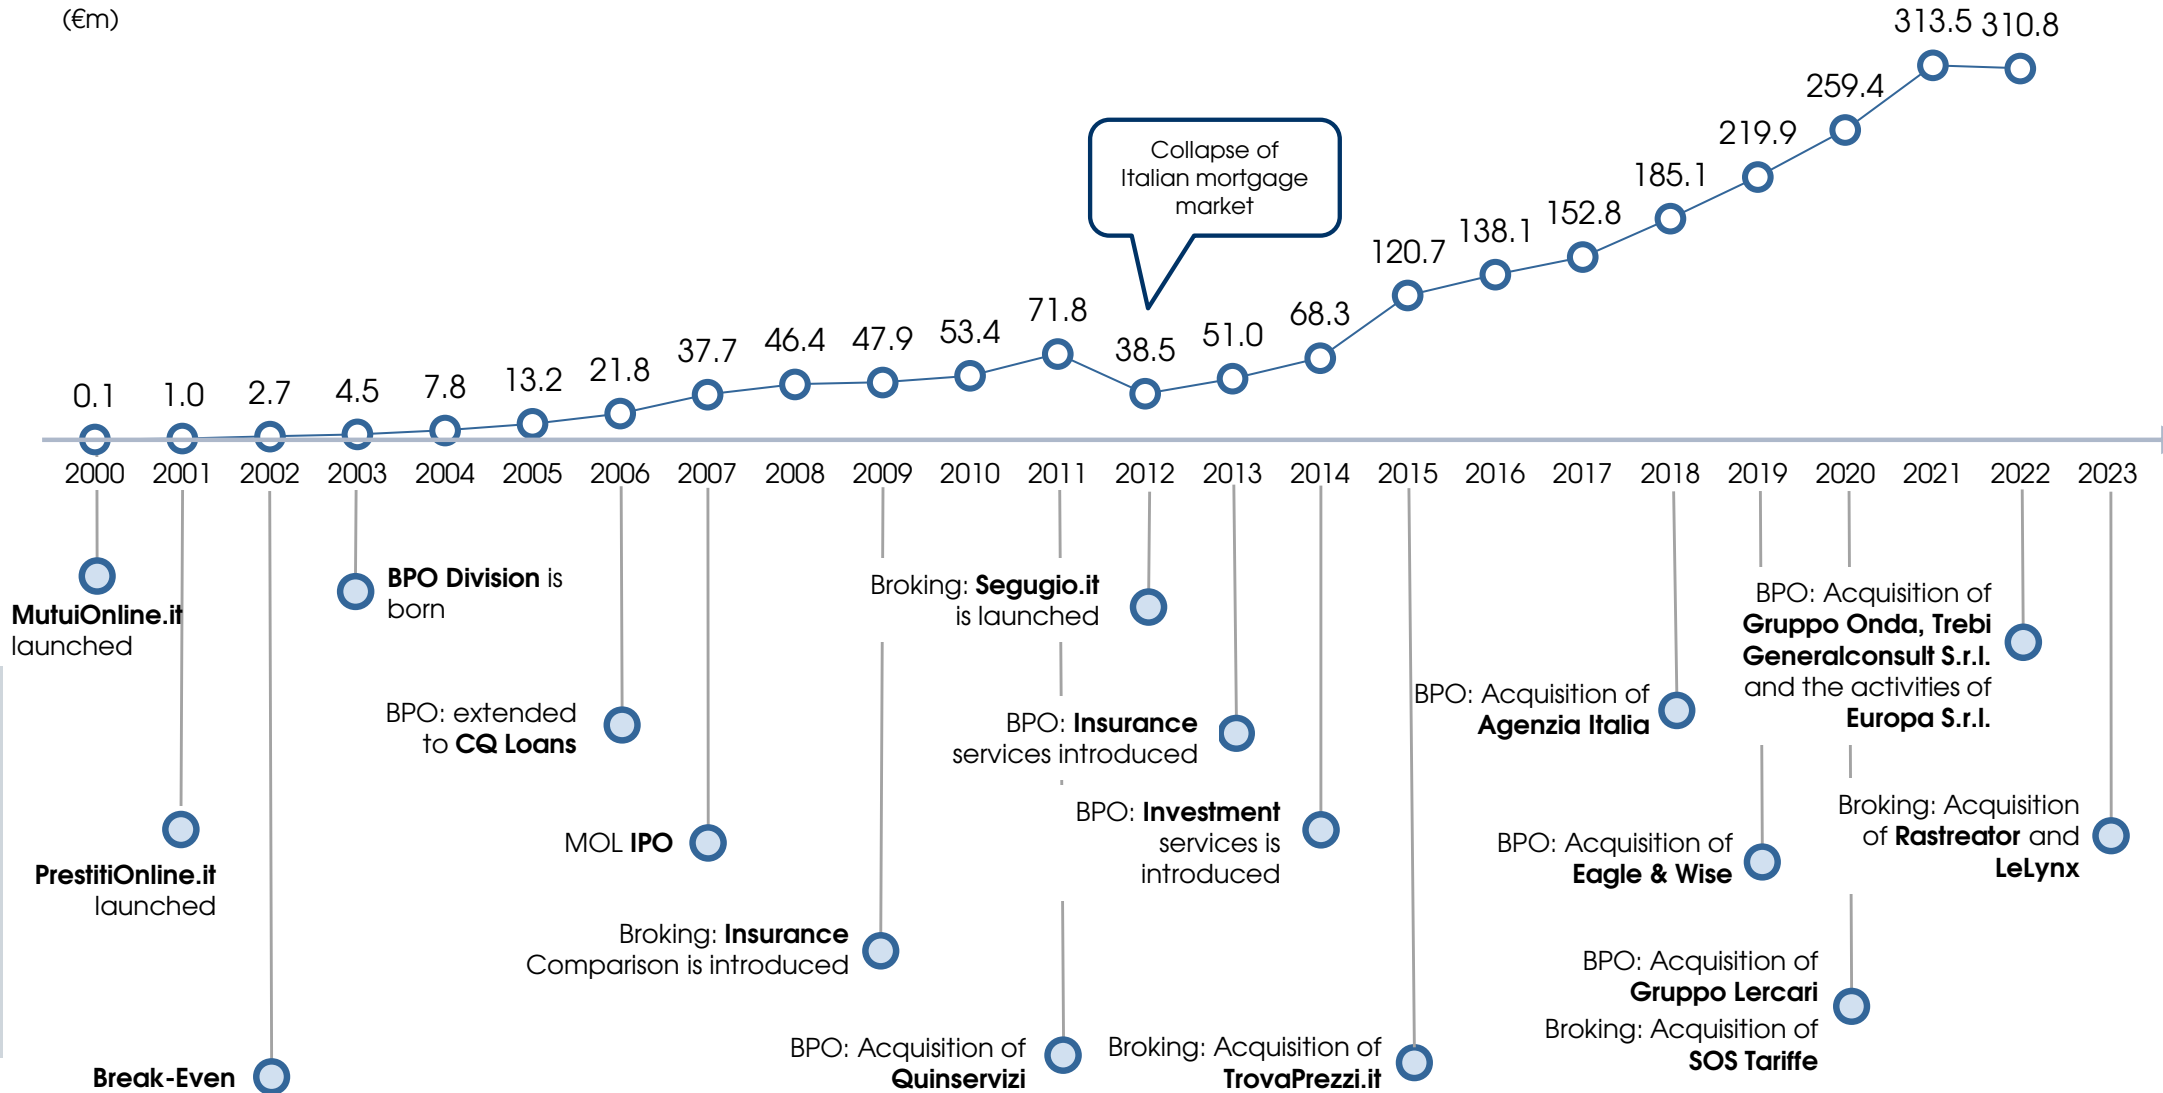 (€m)
313.5 310.8
259.4
219.9
185.1
152.8
138.1
120.7
Collapse of
Italian mortgage
market
68.3
51.0
38.5
71.8
53.4
47.9
46.4
37.7
21.8
13.2
7.8
4.5
2.7
1.0
0.1
2000 2001 2002 2003 2004 2005 2006 2007 2008 2009 2010 2011 2012 2013 2014 2015 2016 2017 2018 2019 2020 2021 2022 2023
MutuiOnline.it
launched
PrestitiOnline.it
launched
Break-Even
BPO Division is
born
BPO: extended
to CQ Loans
MOL IPO
Broking: Insurance
Comparison is introduced
BPO: Acquisition of
Quinservizi
Broking: Segugio.it
is launched
BPO: Insurance
services introduced
BPO: Investment
services is
introduced
Broking: Acquisition of
TrovaPrezzi.it
BPO: Acquisition of
Agenzia Italia
BPO: Acquisition of
Eagle & Wise
BPO: Acquisition of
Gruppo Lercari
Broking: Acquisition of
SOS Tariffe
BPO: Acquisition of
Gruppo Onda, Trebi
Generalconsult S.r.l.
and the activities of
Europa S.r.l.
Broking: Acquisition
of Rastreator and
LeLynx